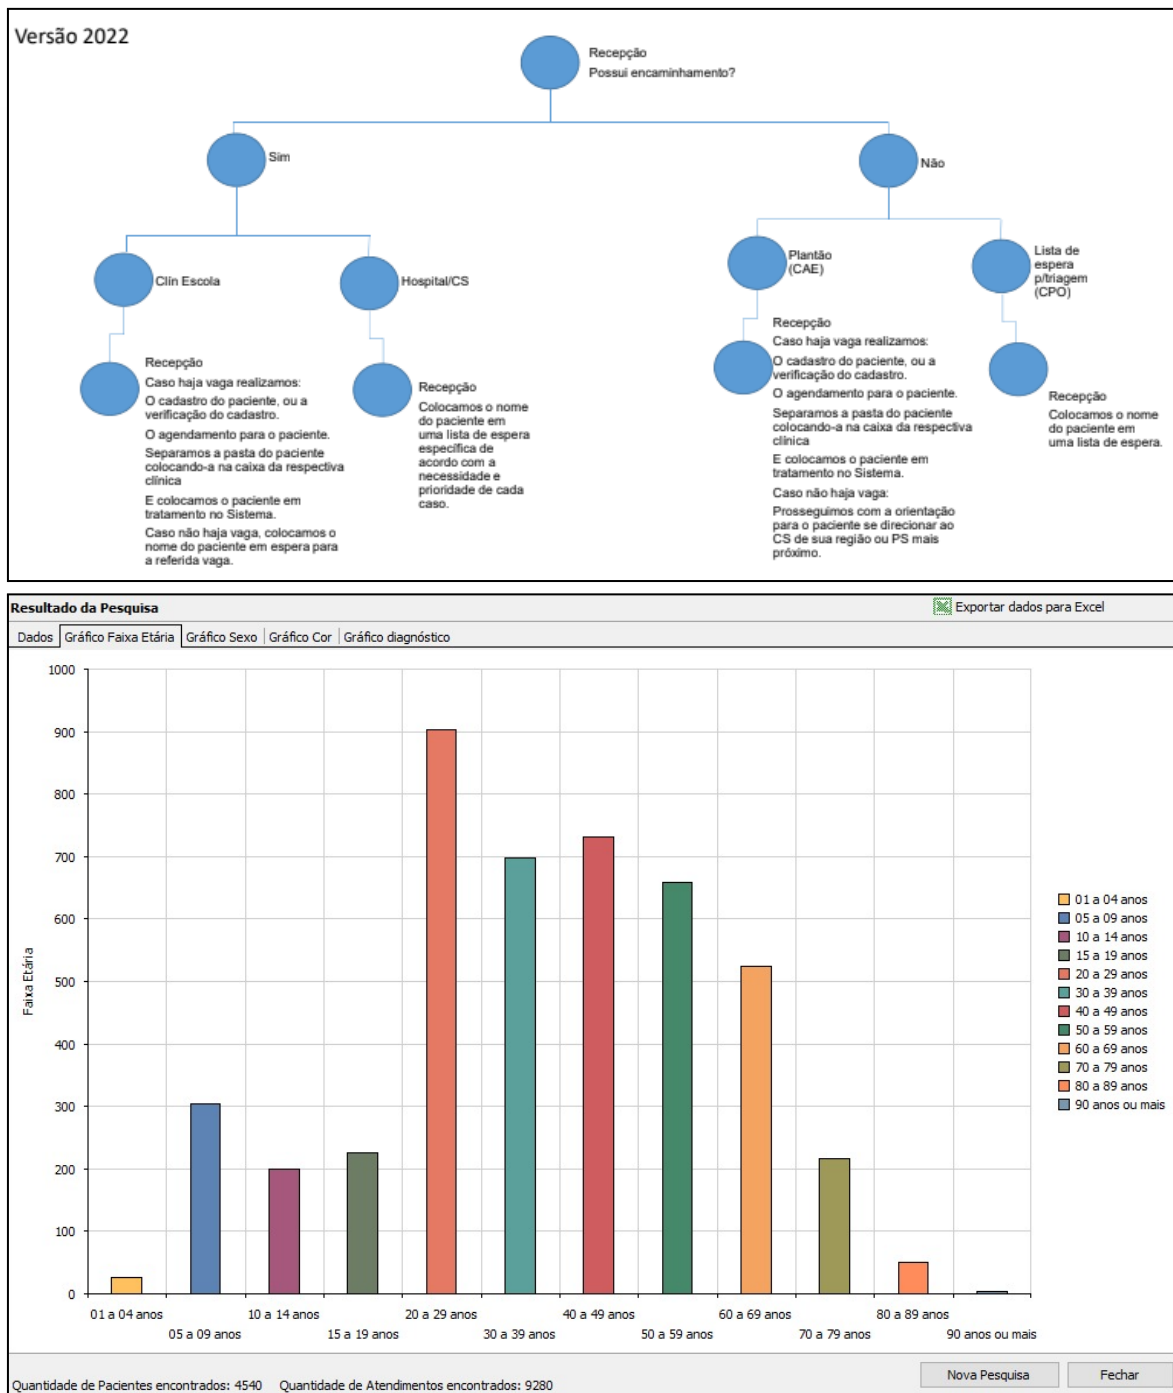 Versão 2022
Recepção
Possui encaminhamento?
Sim
Não
Clín Escola
Hospital/CS
Plantão
(CAE)
Lista de
espera
p/triagem
(CPO)
Recepção
Caso haja vaga realizamos:
O cadastro do paciente, ou a
verificação do cadastro.
O agendamento para o paciente.
Separamos a pasta do paciente
colocando-a na caixa da respectiva
clínica
E colocamos o paciente em
tratamento no Sistema.
Caso não haja vaga, colocamos o
nome do paciente em espera para
a referida vaga.
Recepção
Colocamos o nome
do paciente em
uma lista de espera
específica de
acordo com a
necessidade e
prioridade de cada
caso.
Recepção
Caso haja vaga realizamos:
O cadastro do paciente, ou a
verificação do cadastro.
O agendamento para o paciente.
Separamos a pasta do paciente
colocando-a na caixa da respectiva
clínica
E colocamos o paciente em
tratamento no Sistema.
Caso não haja vaga:
Prosseguimos com a orientação
para o paciente se direcionar ao
CS de sua região ou PS mais
próximo.
Recepção
Colocamos o nome
do paciente em
uma lista de espera.
Resultado da Pesquisa
Exportar dados para Excel
Dados Gráfico Faixa Etária Gráfico Sexo Gráfico Cor Gráfico diagnóstico
1000
900
800
700
600
500
400
300
200
100
0
Faixa Etária
01 a 04 anos
05 a 09 anos
10 a 14 anos
15 a 19 anos
20 a 29 anos
30 a 39 anos
40 a 49 anos
50 a 59 anos
60 a 69 anos
70 a 79 anos
80 a 89 anos
90 anos ou mais
01 a 04 anos
05 a 09 anos
10 a 14 anos
15 a 19 anos
20 a 29 anos
30 a 39 anos
40 a 49 anos
50 a 59 anos
60 a 69 anos
70 a 79 anos
80 a 89 anos
90 anos ou mais
Nova Pesquisa
Fechar
Quantidade de Pacientes encontrados: 4540 Quantidade de Atendimentos encontrados: 9280